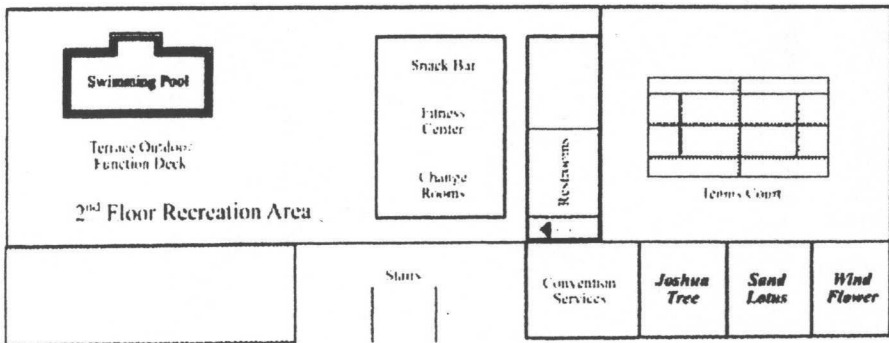 Swimming Pool
Terrace Outdoor
Function Deck
2nd Floor Recreation Area
Snack Bar
Fitness
Center
Change
Rooms
Restrooms
Tennis Court
Stairs
Convention
Services
Joshua
Tree
Sand
Lotus
Wind
Flower